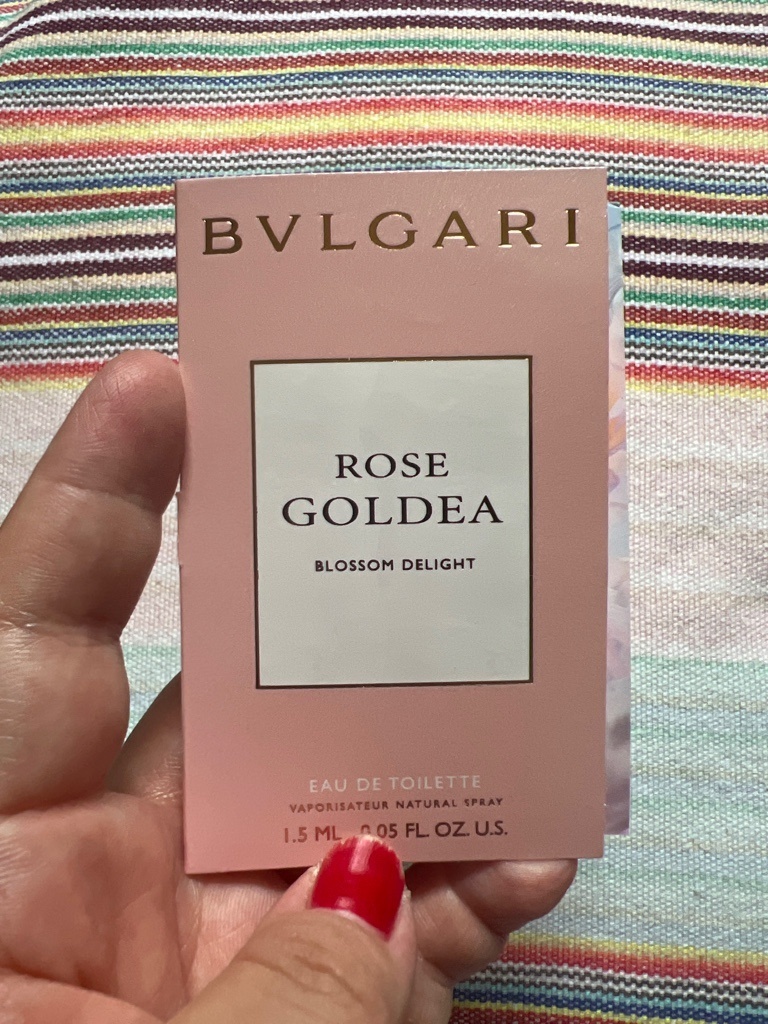 BVLGARI
ROSE
GOLDEA
BLOSSOM DELIGHT
EAU DE TOILETTE
VAPORISATEUR NATURAL SPRAY
1.5 ML 0.05 FL. OZ. U.S.